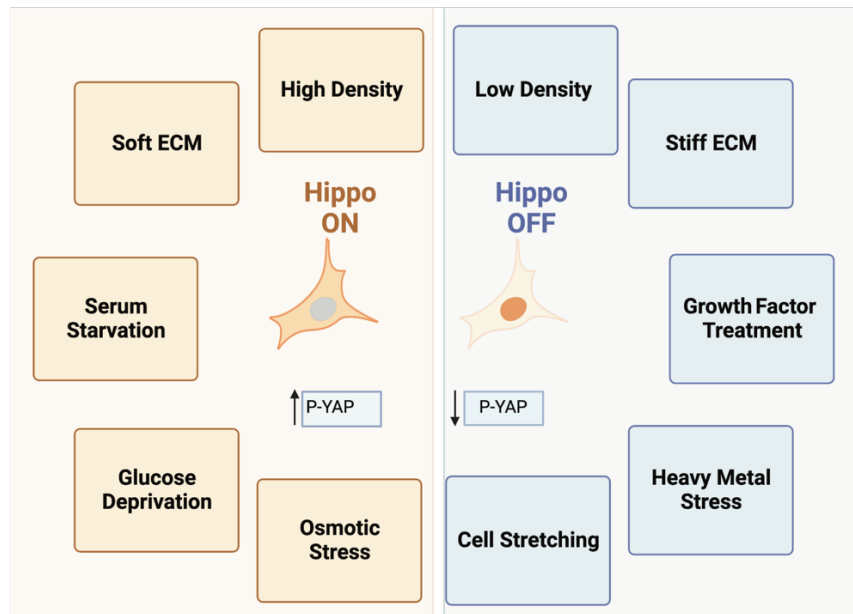 High Density
Low Density
Soft ECM
Stiff ECM
Hippo
ON
Hippo
OFF
Serum
Starvation
Growth Factor
Treatment
P-YAP
P-YAP
Glucose
Deprivation
Heavy Metal
Stress
Osmotic
Stress
Cell Stretching